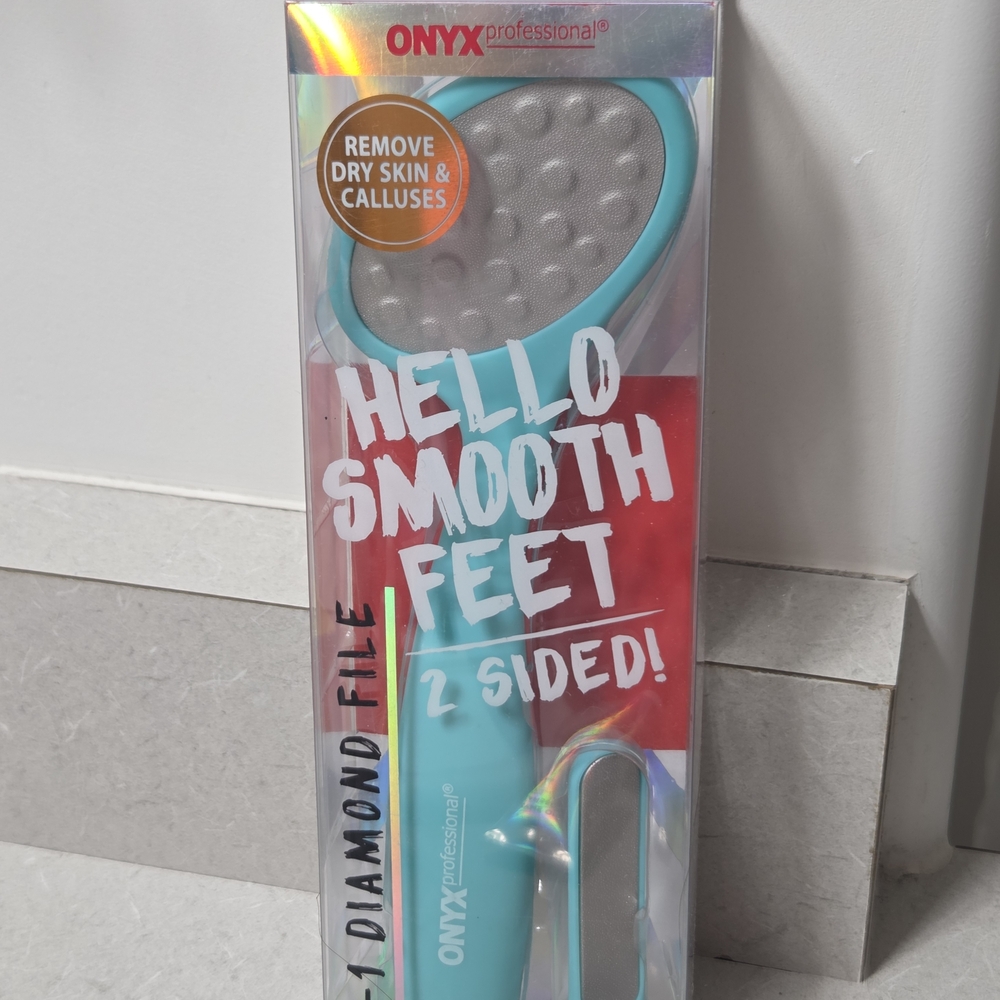 ONYX professional®
REMOVE
DRY SKIN &
CALLUSES
HELLO
SMOOTH
FEET
2 SIDED!
-1 DIAMOND FILE
ONYX professional®